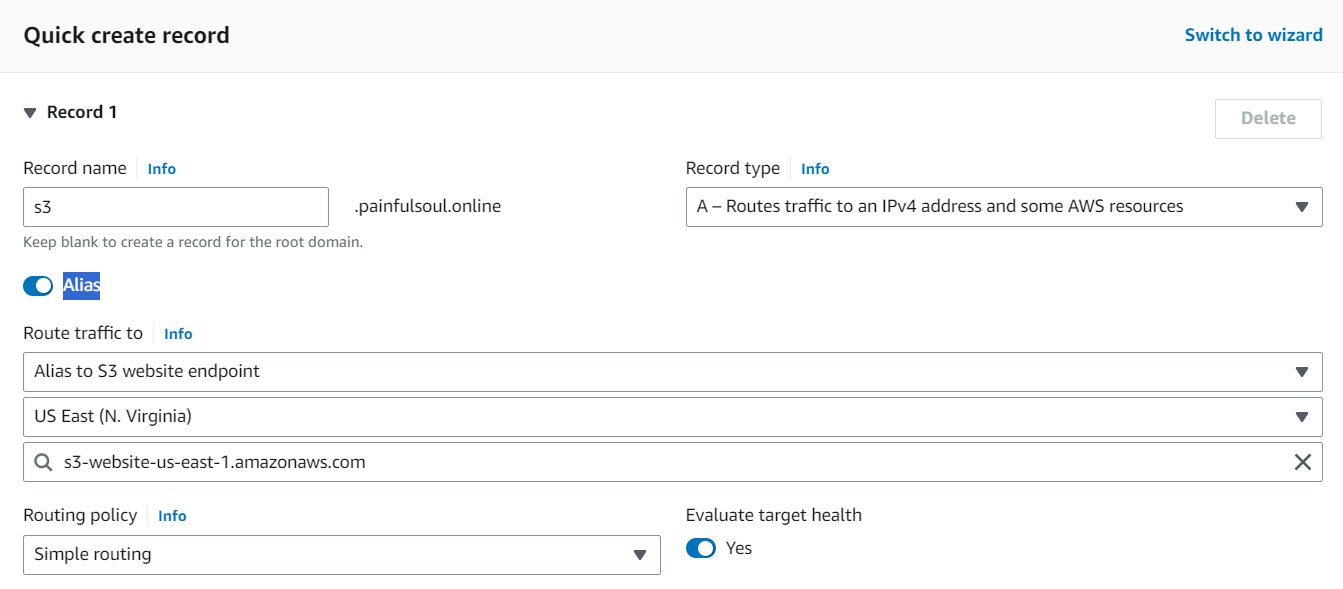 Quick create record
Switch to wizard
Record 1
Delete
Record name Info
s3
.painfulsoul.online
Keep blank to create a record for the root domain.
Record type Info
A – Routes traffic to an IPv4 address and some AWS resources
Alias
Route traffic to Info
Alias to S3 website endpoint
US East (N. Virginia)
s3-website-us-east-1.amazonaws.com
Routing policy Info
Simple routing
Evaluate target health
Yes